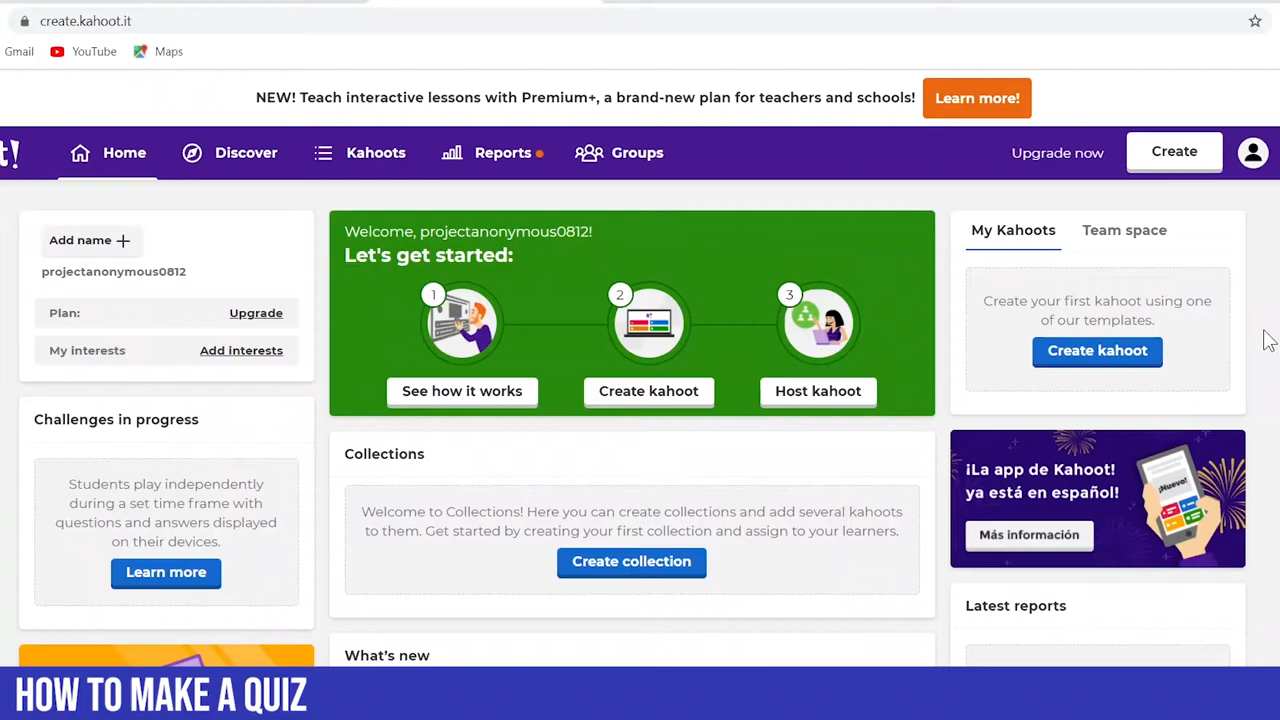 create.kahoot.it
Gmail YouTube Maps
NEW! Teach interactive lessons with Premium+, a brand-new plan for teachers and schools! Learn more!
t! Home Discover Kahoots Reports Groups Upgrade now Create
Add name
projectanonymous0812
Plan: Upgrade
My interests Add interests
Challenges in progress
Students play independently
during a set time frame with
questions and answers displayed
on their devices.
Learn more
Welcome, projectanonymous0812!
Let's get started:
1 2 3
See how it works Create kahoot Host kahoot
Collections
Welcome to Collections! Here you can create collections and add several kahoots
to them. Get started by creating your first collection and assign to your learners.
Create collection
What's new
My Kahoots Team space
Create your first kahoot using one
of our templates.
Create kahoot
¡La app de Kahoot!
ya está en español!
Más información
¡Nuevo!
Latest reports
HOW TO MAKE A QUIZ